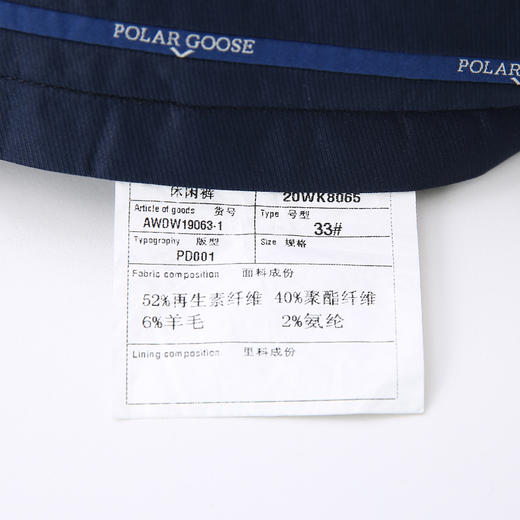 POLAR GOOSE
POLAR
休闲裤 20WK8065
Article of goods 货号 Type 号型
AWDW19063-1 33#
Typography 版型 Size 规格
PD001
Fabric composition 面料成份
52%再生素纤维 40%聚酯纤维
6%羊毛 2%氨纶
Lining composition 里料成份